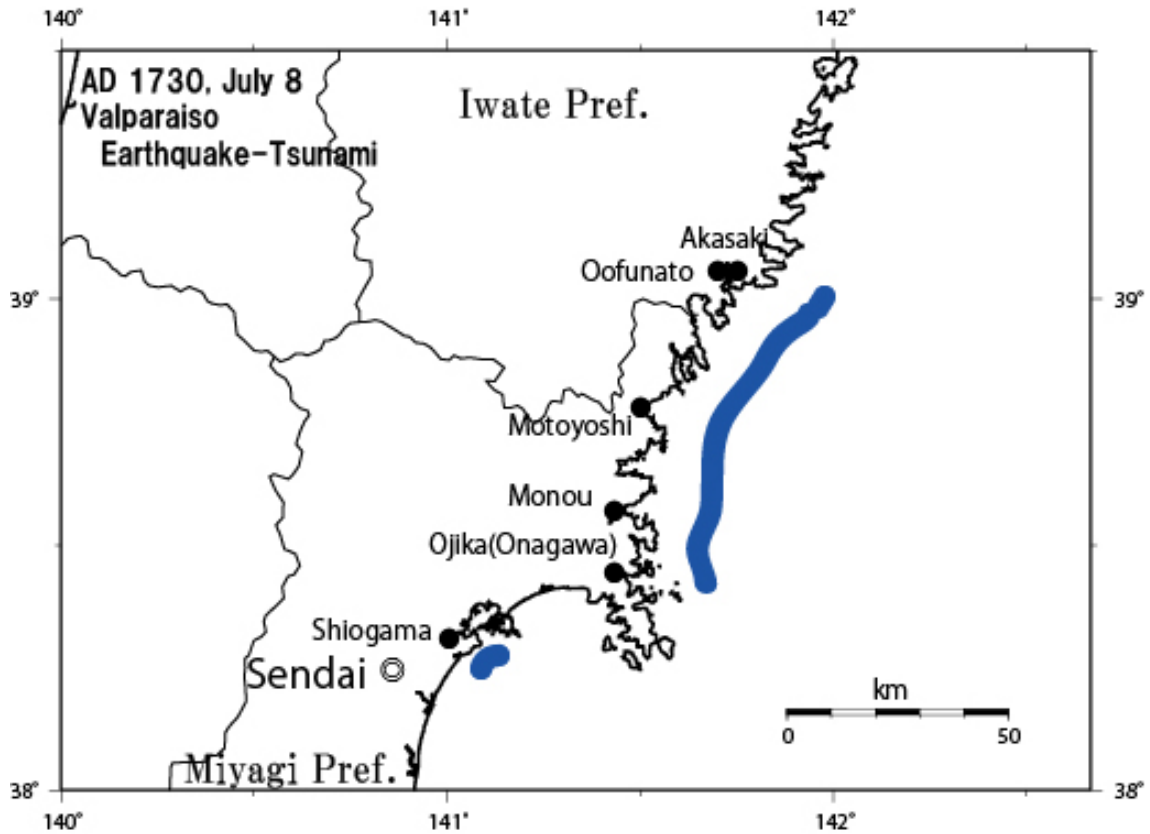 140°
141°
142°
AD 1730, July 8
Valparaiso
Earthquake-Tsunami
Iwate Pref.
Akasaki
Oofunato
39°
39°
Motoyoshi
Monou
Ojika(Onagawa)
Shiogama
Sendai
km
0
50
Miyagi Pref.
38°
38°
140°
141°
142°